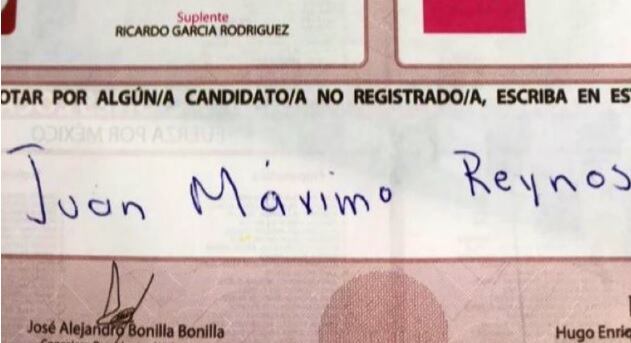 Suplente
RICARDO GARCIA RODRIGUEZ
OTAR POR ALGÚN/A CANDIDATO/A NO REGISTRADO/A, ESCRIBA EN ES
FUERZA POR MÉXICO
Juan Máximo Reynos
José Alejandro Bonilla Bonilla
Hugo Enric